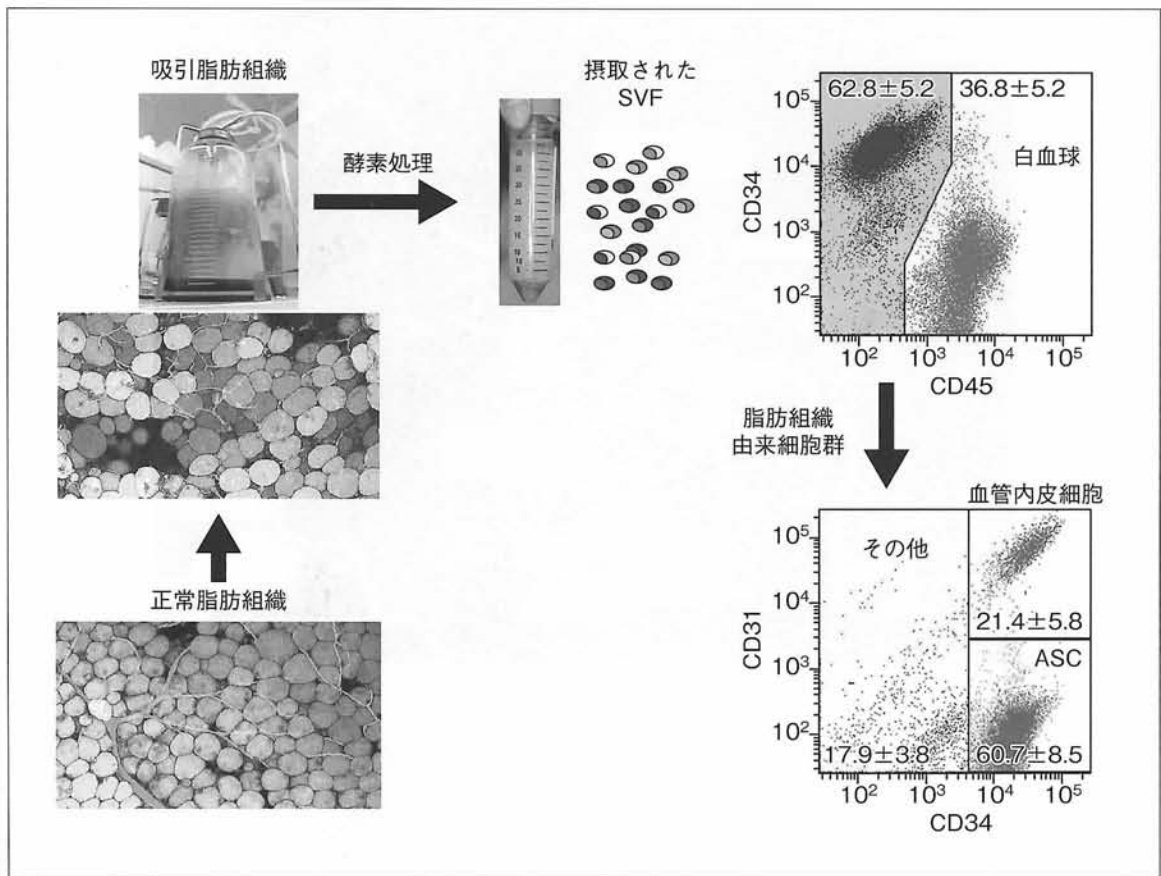 吸引脂肪組織
酵素処理
摂取された
SVF
正常脂肪組織
62.8±5.2
36.8±5.2
白血球
CD34
10⁵
10⁴
10³
10²
10² 10³ 10⁴ 10⁵
CD45
脂肪組織
由来細胞群
血管内皮細胞
その他
21.4±5.8
ASC
17.9±3.8
60.7±8.5
CD31
10⁵
10⁴
10³
10²
10² 10³ 10⁴ 10⁵
CD34